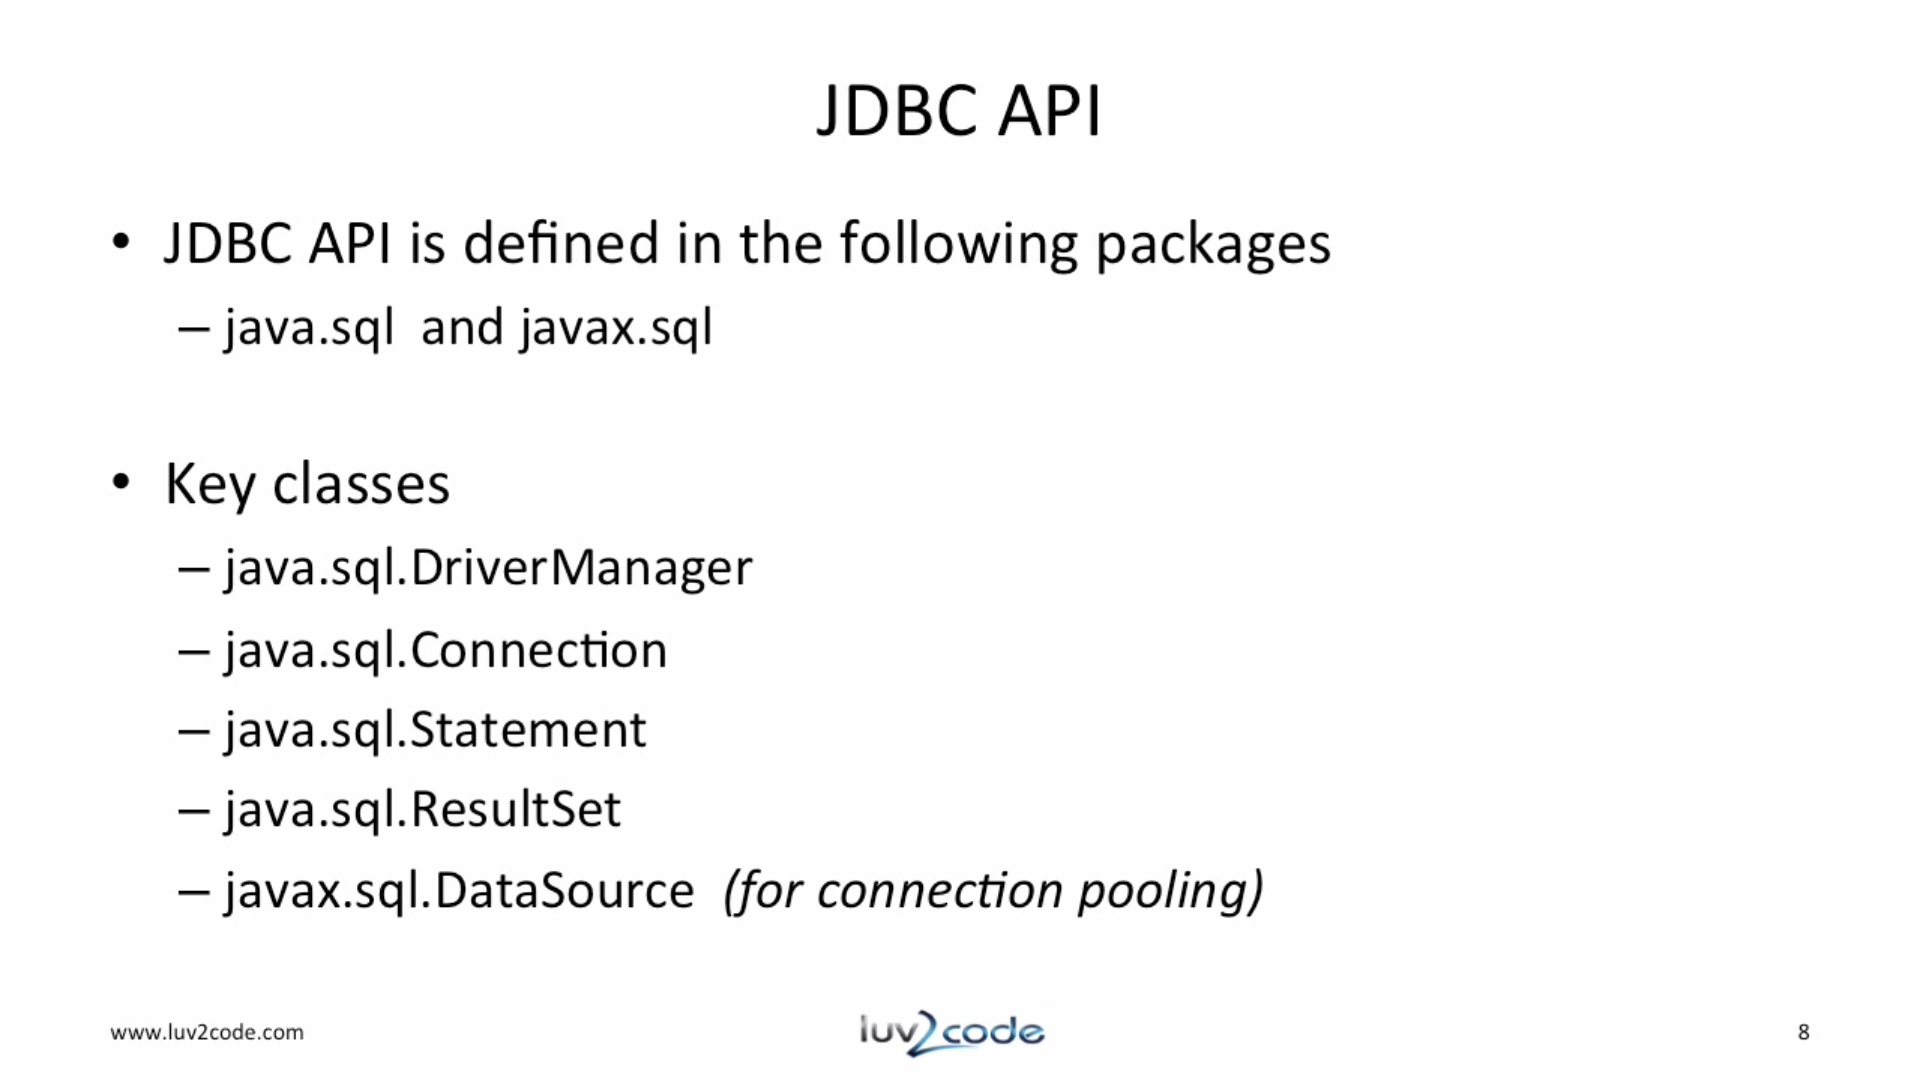 JDBC API
• JDBC API is defined in the following packages
– java.sql and javax.sql
• Key classes
– java.sql.DriverManager
– java.sql.Connection
– java.sql.Statement
– java.sql.ResultSet
– javax.sql.DataSource (for connection pooling)
www.luv2code.com
luv2code
8